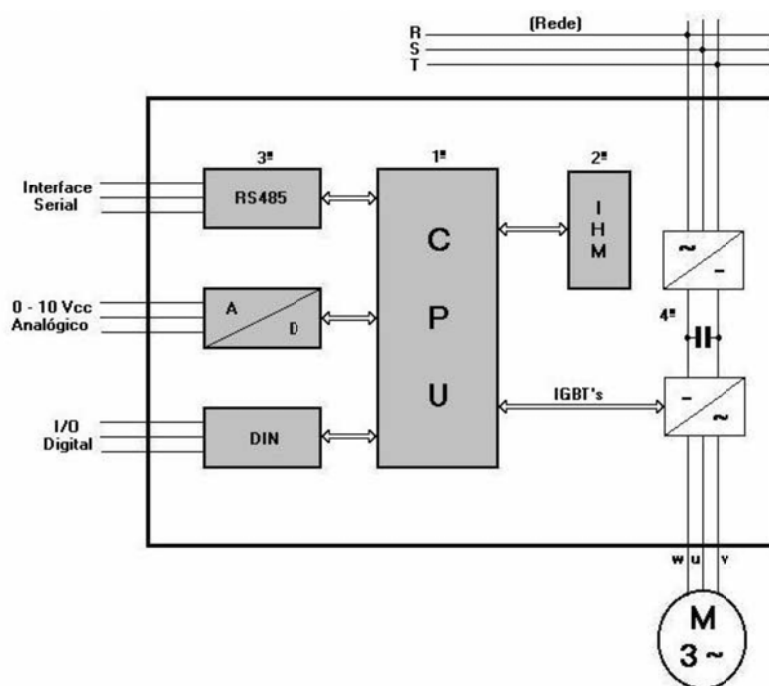 (Rede)
R
S
T
3ª
1ª
2ª
Interface
Serial
RS485
C
P
U
I
H
M
~
–
0 - 10 Vcc
Analógico
A
D
4ª
I/O
Digital
DIN
IGBT's
–
~
w u v
M
3 ~